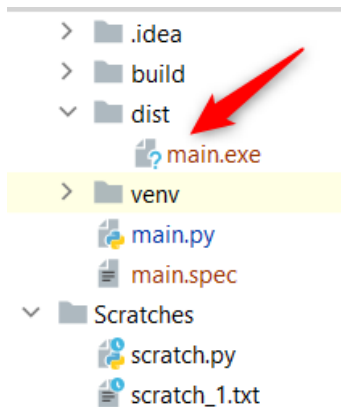 .idea
build
dist
main.exe
venv
main.py
main.spec
Scratches
scratch.py
scratch_1.txt